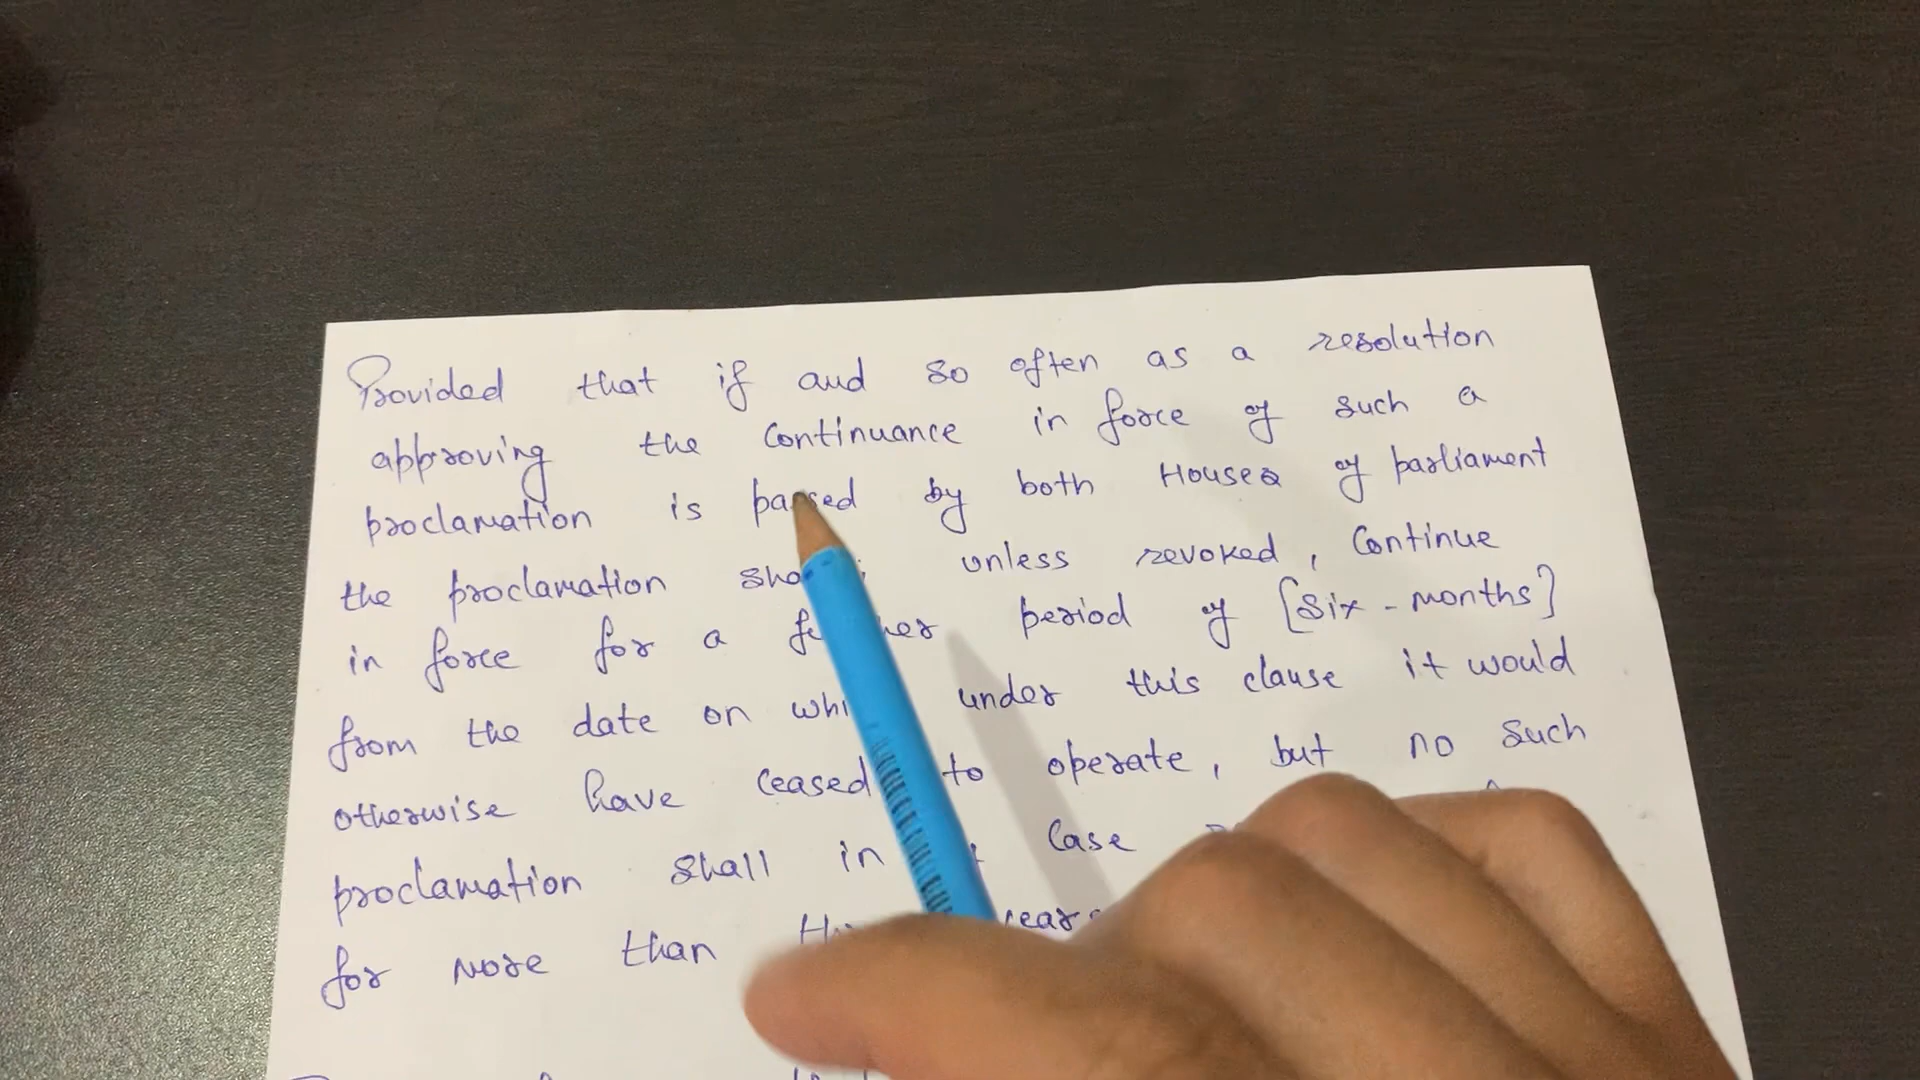 Provided that if and so often as a resolution
approving the Continuance in force of such a
proclamation is passed by both Houses of parliament
the proclamation unless revoked, Continue
in force for a period of [Six - months]
from the date on under this clause it would
otherwise have ceased to operate, but no such
proclamation shall in Case
for more than